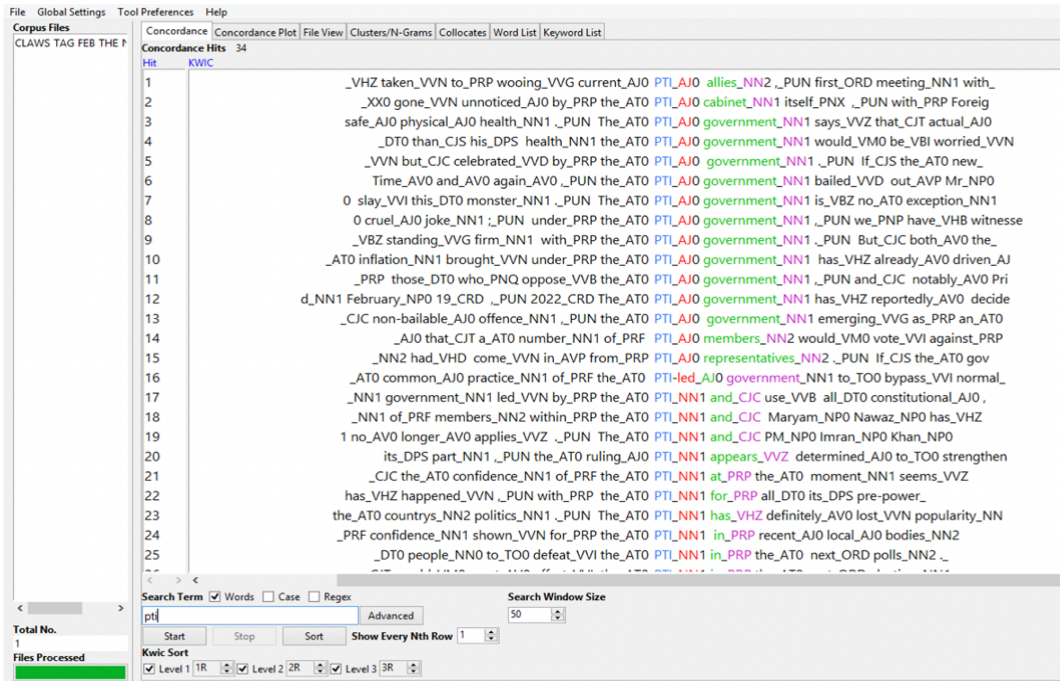 File Global Settings Tool Preferences Help
Corpus Files
CLAWS TAG FEB THE N
Concordance Concordance Plot File View Clusters/N-Grams Collocates Word List Keyword List
Concordance Hits 34
Hit KWIC
1 _VHZ taken_VVN to_PRP wooing_VVG current_AJ0 PTI_AJ0 allies_NN2 ,_PUN first_ORD meeting_NN1 with_
2 _XX0 gone_VVN unnoticed_AJ0 by_PRP the_AT0 PTI_AJ0 cabinet_NN1 itself_PNX ,_PUN with_PRP Foreig
3 safe_AJ0 physical_AJ0 health_NN1 ._PUN The_AT0 PTI_AJ0 government_NN1 says_VVZ that_CJT actual_AJ0
4 _DT0 than_CJS his_DPS health_NN1 the_AT0 PTI_AJ0 government_NN1 would_VM0 be_VBI worried_VVN
5 _VVN but_CJC celebrated_VVD by_PRP the_AT0 PTI_AJ0 government_NN1 ._PUN If_CJS the_AT0 new_
6 Time_AV0 and_AV0 again_AV0 ,_PUN the_AT0 PTI_AJ0 government_NN1 bailed_VVD out_AVP Mr_NP0
7 0 slay_VVI this_DT0 monster_NN1 ._PUN The_AT0 PTI_AJ0 government_NN1 is_VBZ no_AT0 exception_NN1
8 0 cruel_AJ0 joke_NN1 ;_PUN under_PRP the_AT0 PTI_AJ0 government_NN1 ,_PUN we_PNP have_VHB witnesse
9 _VBZ standing_VVG firm_NN1 with_PRP the_AT0 PTI_AJ0 government_NN1 ._PUN But_CJC both_AV0 the_
10 _AT0 inflation_NN1 brought_VVN under_PRP the_AT0 PTI_AJ0 government_NN1 has_VHZ already_AV0 driven_AJ
11 _PRP those_DT0 who_PNQ oppose_VVB the_AT0 PTI_AJ0 government_NN1 ,_PUN and_CJC notably_AV0 Pri
12 d_NN1 February_NP0 19_CRD ,_PUN 2022_CRD The_AT0 PTI_AJ0 government_NN1 has_VHZ reportedly_AV0 decide
13 _CJC non-bailable_AJ0 offence_NN1 ,_PUN The_AT0 PTI_AJ0 government_NN1 emerging_VVG as_PRP an_AT0
14 _AJ0 that_CJT a_AT0 number_NN1 of_PRF PTI_AJ0 members_NN2 would_VM0 vote_VVI against_PRP
15 _NN2 had_VHD come_VVN in_AVP from_PRP PTI_AJ0 representatives_NN2 ._PUN If_CJS the_AT0 gov
16 _AT0 common_AJ0 practice_NN1 of_PRF the_AT0 PTI-led_AJ0 government_NN1 to_TO0 bypass_VVI normal_
17 _NN1 government_NN1 led_VVN by_PRP the_AT0 PTI_NN1 and_CJC use_VVB all_DT0 constitutional_AJ0 ,
18 _NN1 of_PRF members_NN2 within_PRP the_AT0 PTI_NN1 and_CJC Maryam_NP0 Nawaz_NP0 has_VHZ
19 1 no_AV0 longer_AV0 applies_VVZ ._PUN The_AT0 PTI_NN1 and_CJC PM_NP0 Imran_NP0 Khan_NP0
20 its_DPS part_NN1 ,_PUN the_AT0 ruling_AJ0 PTI_NN1 appears_VVZ determined_AJ0 to_TO0 strengthen
21 _CJC the_AT0 confidence_NN1 of_PRF the_AT0 PTI_NN1 at_PRP the_AT0 moment_NN1 seems_VVZ
22 has_VHZ happened_VVN ,_PUN with_PRP the_AT0 PTI_NN1 for_PRP all_DT0 its_DPS pre-power_
23 the_AT0 countrys_NN2 politics_NN1 ._PUN The_AT0 PTI_NN1 has_VHZ definitely_AV0 lost_VVN popularity_NN
24 _PRF confidence_NN1 shown_VVN for_PRP the_AT0 PTI_NN1 in_PRP recent_AJ0 local_AJ0 bodies_NN2
25 _DT0 people_NN0 to_TO0 defeat_VVI the_AT0 PTI_NN1 in_PRP the_AT0 next_ORD polls_NN2 ._
Search Term Words Case Regex Search Window Size
pti Advanced 50
Total No.
1
Start Stop Sort Show Every Nth Row 1
Files Processed
Kwic Sort
Level 1 1R Level 2 2R Level 3 3R